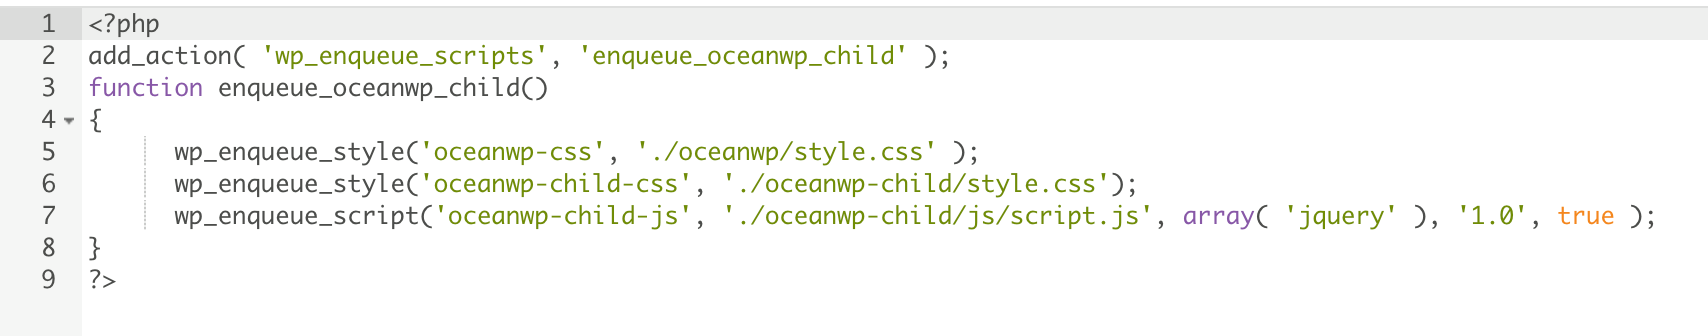 1 <?php
2 add_action( 'wp_enqueue_scripts', 'enqueue_oceanwp_child' );
3 function enqueue_oceanwp_child()
4 {
5 wp_enqueue_style('oceanwp-css', './oceanwp/style.css' );
6 wp_enqueue_style('oceanwp-child-css', './oceanwp-child/style.css');
7 wp_enqueue_script('oceanwp-child-js', './oceanwp-child/js/script.js', array( 'jquery' ), '1.0', true );
8 }
9 ?>